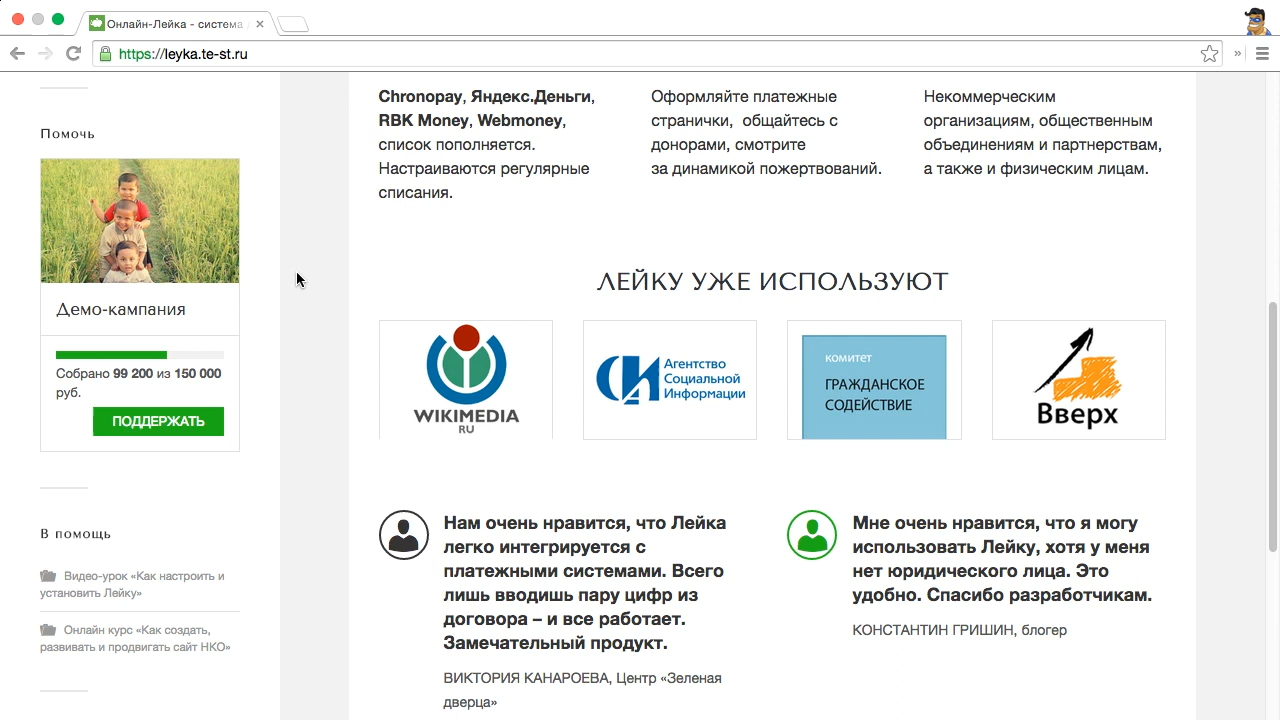 Онлайн-Лейка - система
https://leyka.te-st.ru
Помочь
Демо-кампания
Собрано 99 200 из 150 000
руб.
ПОДДЕРЖАТЬ
В помощь
Видео-урок «Как настроить и
установить Лейку»
Онлайн курс «Как создать,
развивать и продвигать сайт НКО»
Chronopay, Яндекс.Деньги,
RBK Money, Webmoney,
список пополняется.
Настраиваются регулярные
списания.
Оформляйте платежные
странички, общайтесь с
донорами, смотрите
за динамикой пожертвований.
Некоммерческим
организациям, общественным
объединениям и партнерствам,
а также и физическим лицам.
ЛЕЙКУ УЖЕ ИСПОЛЬЗУЮТ
WIKIMEDIA
RU
СИ Агентство
Социальной
Информации
комитет
ГРАЖДАНСКОЕ
СОДЕЙСТВИЕ
Вверх
Нам очень нравится, что Лейка
легко интегрируется с
платежными системами. Всего
лишь вводишь пару цифр из
договора – и все работает.
Замечательный продукт.
ВИКТОРИЯ КАНАРОЕВА, Центр «Зеленая
дверца»
Мне очень нравится, что я могу
использовать Лейку, хотя у меня
нет юридического лица. Это
удобно. Спасибо разработчикам.
КОНСТАНТИН ГРИШИН, блогер